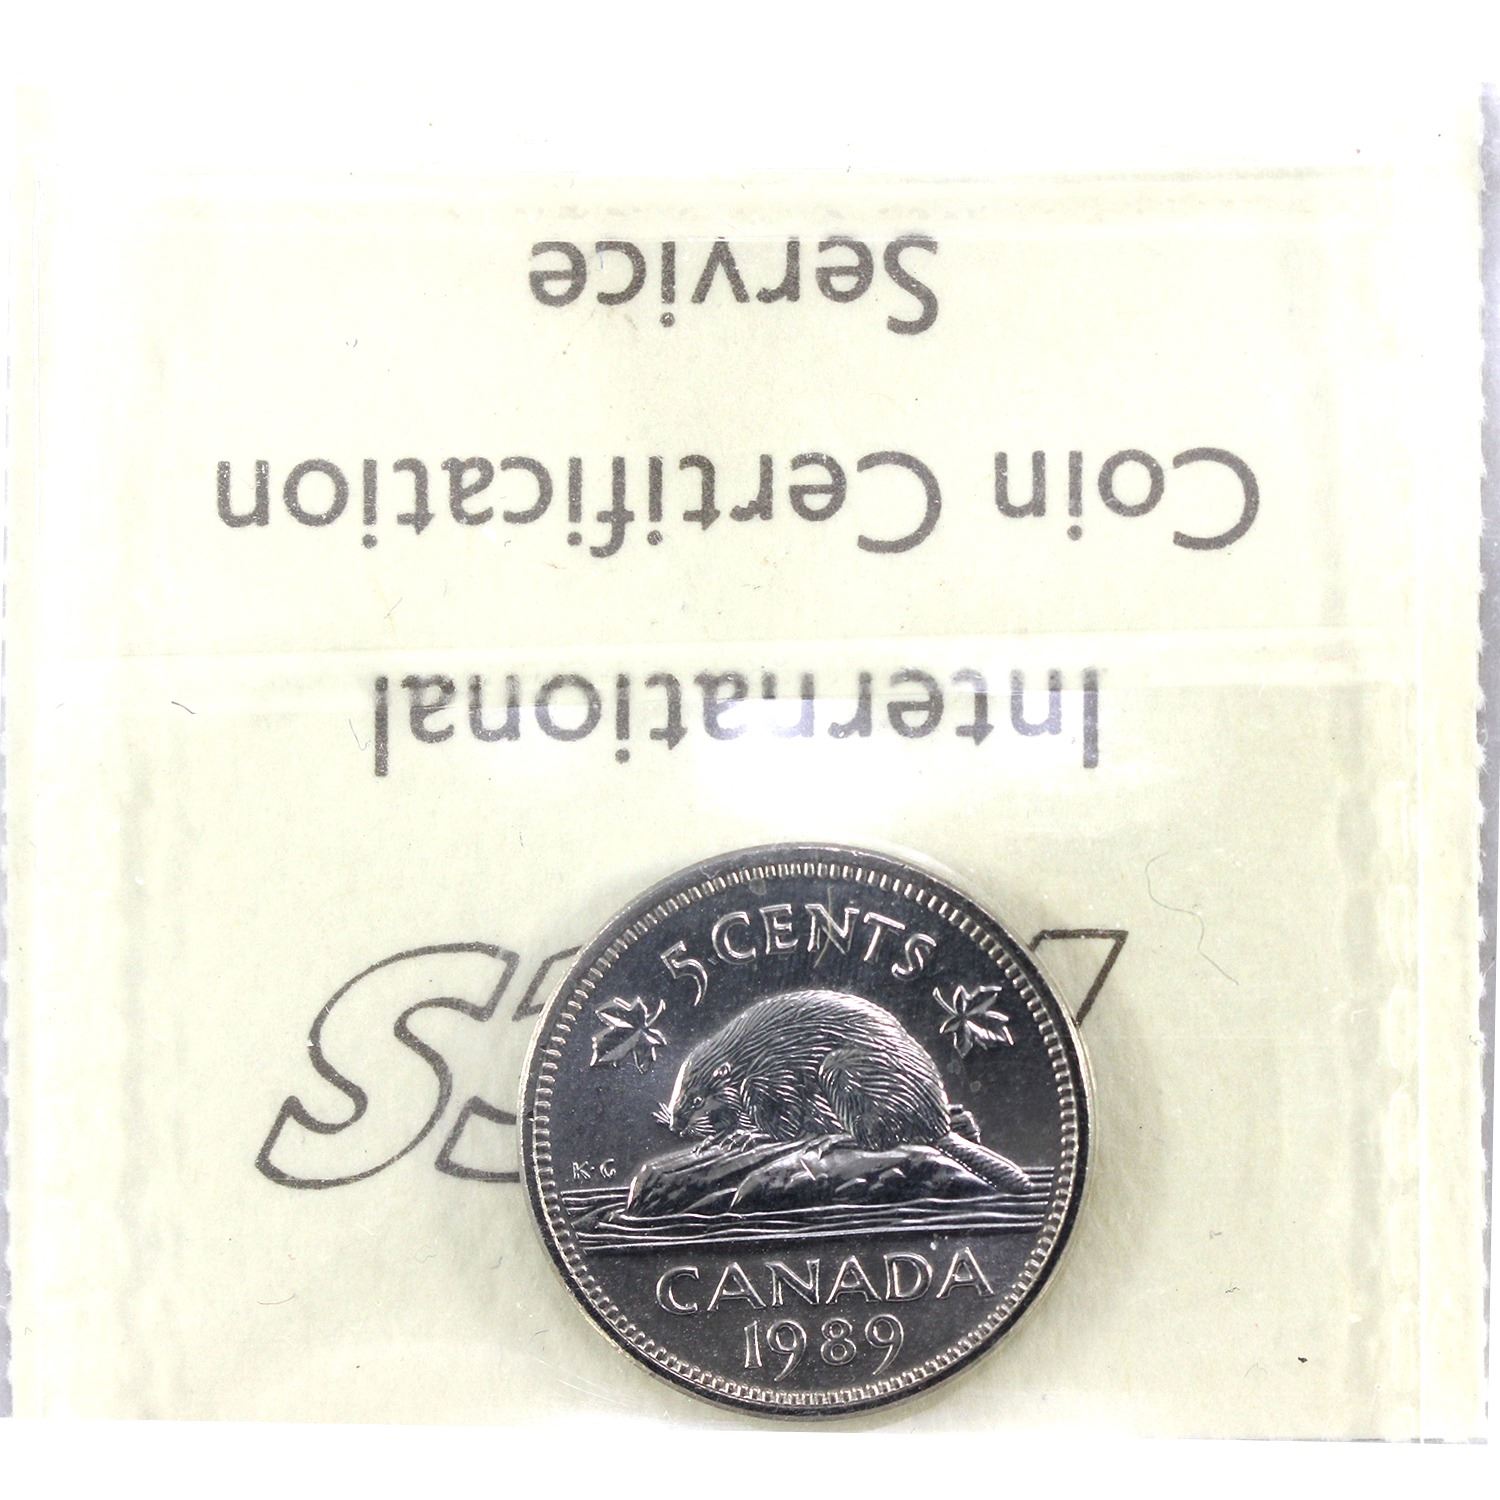 International
Coin Certification
Service
5 CENTS
K·G
CANADA
1989